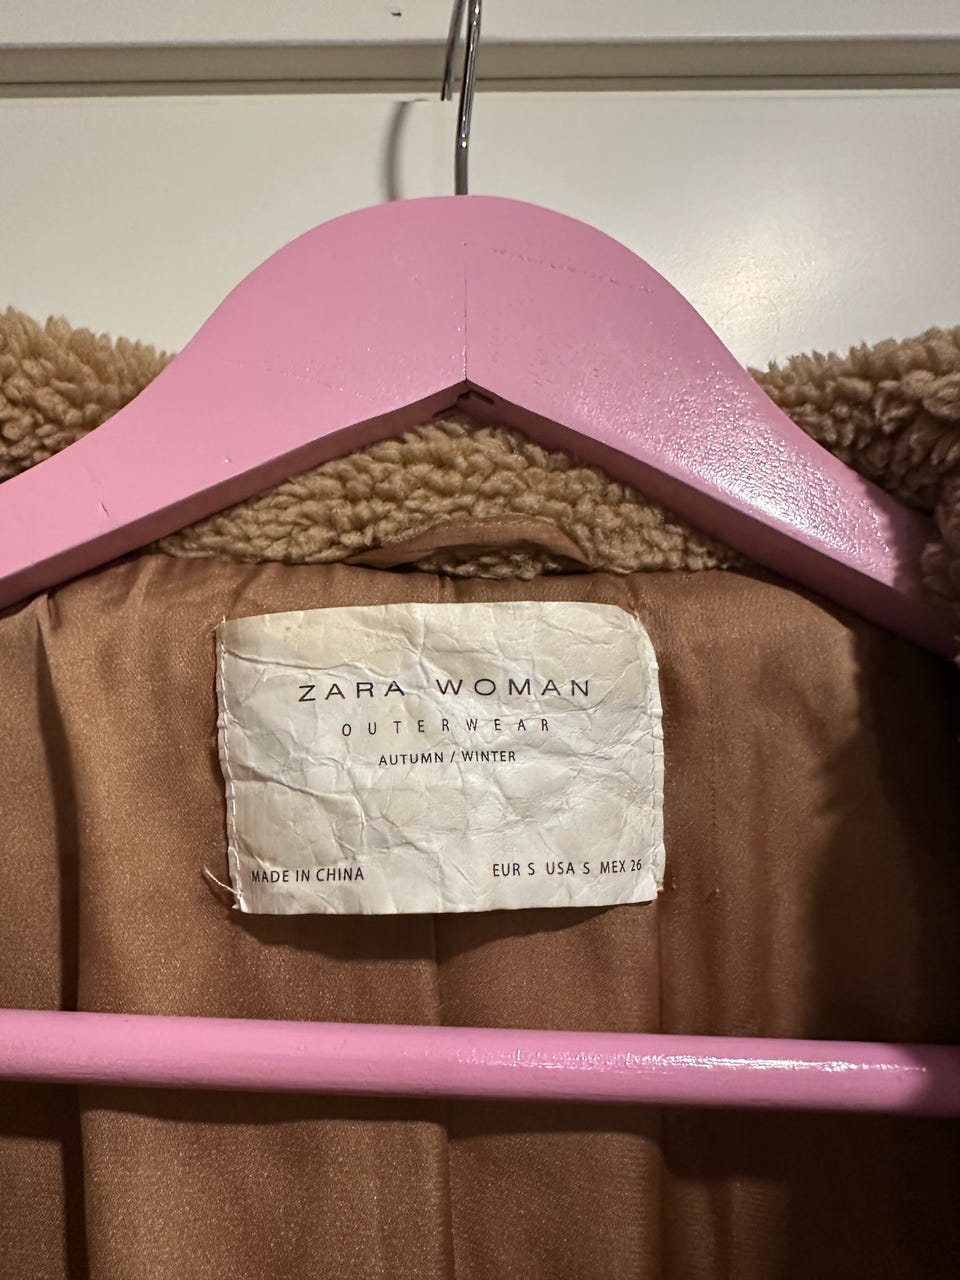 ZARA WOMAN
OUTERWEAR
AUTUMN / WINTER
MADE IN CHINA EUR S USA S MEX 26